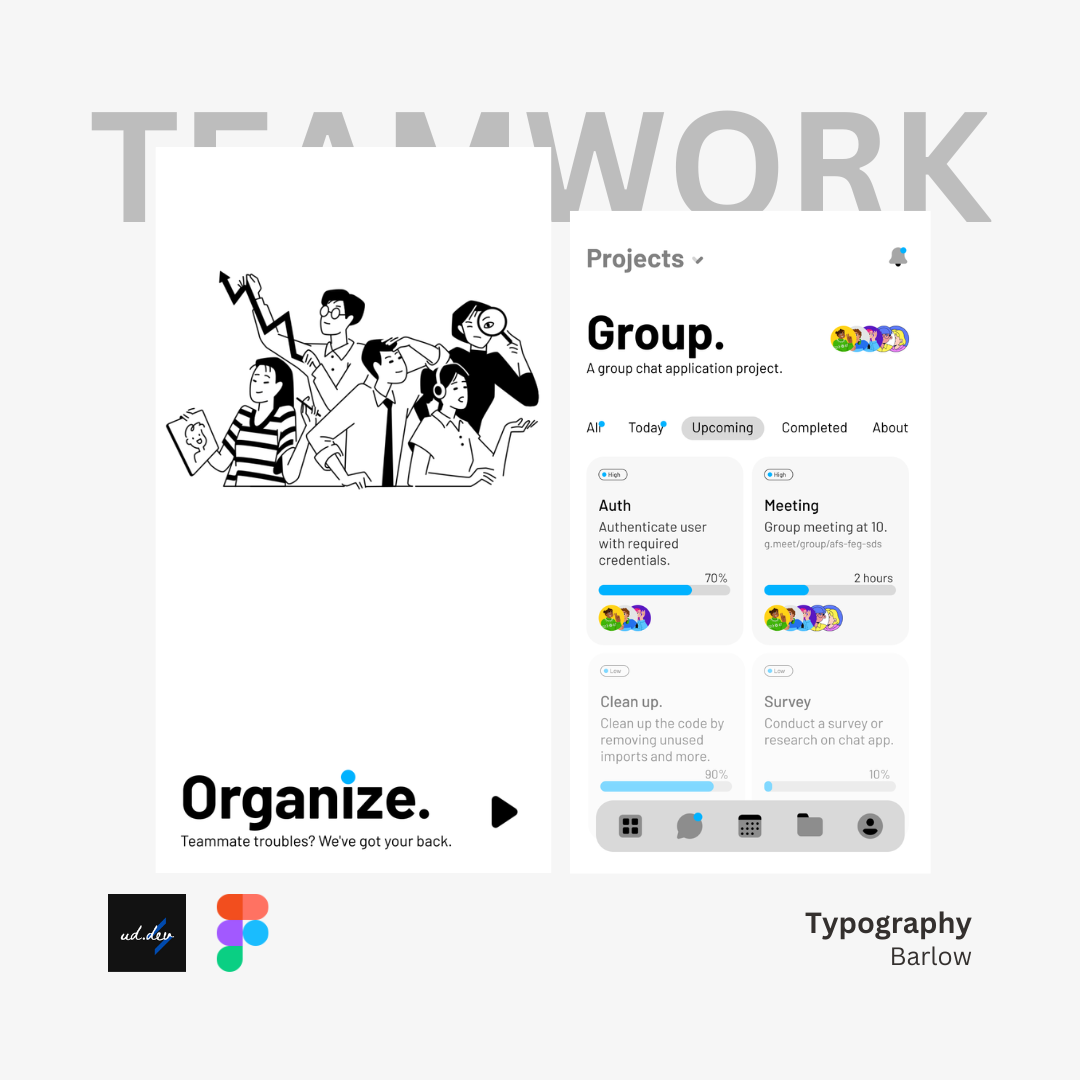 TEAMWORK
Organize.
Teammate troubles? We've got your back.
Projects
Group.
A group chat application project.
All Today Upcoming Completed About
High
Auth
Authenticate user
with required
credentials.
70%
High
Meeting
Group meeting at 10.
g.meet/group/afs-feg-sds
2 hours
Low
Clean up.
Clean up the code by
removing unused
imports and more.
90%
Low
Survey
Conduct a survey or
research on chat app.
10%
ud.dev
Typography
Barlow